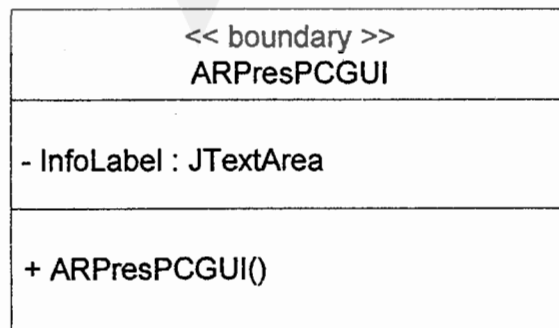 << boundary >>
ARPresPCGUI
- InfoLabel : JTextArea
+ ARPresPCGUI()